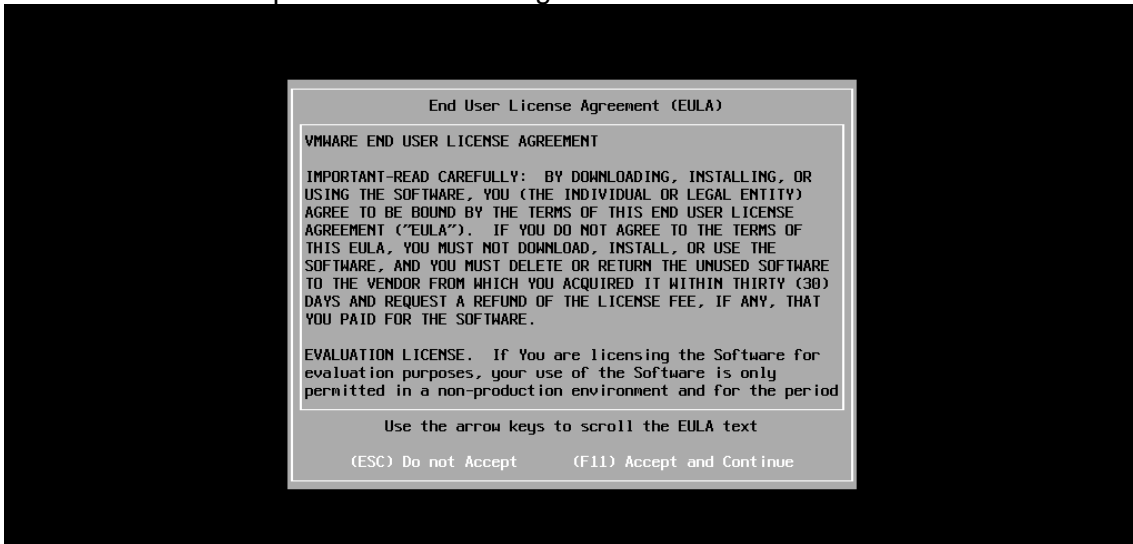 End User License Agreement (EULA)
VMWARE END USER LICENSE AGREEMENT
IMPORTANT-READ CAREFULLY:  BY DOWNLOADING, INSTALLING, OR
USING THE SOFTWARE, YOU (THE INDIVIDUAL OR LEGAL ENTITY)
AGREE TO BE BOUND BY THE TERMS OF THIS END USER LICENSE
AGREEMENT ("EULA").  IF YOU DO NOT AGREE TO THE TERMS OF
THIS EULA, YOU MUST NOT DOWNLOAD, INSTALL, OR USE THE
SOFTWARE, AND YOU MUST DELETE OR RETURN THE UNUSED SOFTWARE
TO THE VENDOR FROM WHICH YOU ACQUIRED IT WITHIN THIRTY (30)
DAYS AND REQUEST A REFUND OF THE LICENSE FEE, IF ANY, THAT
YOU PAID FOR THE SOFTWARE.
EVALUATION LICENSE.  If You are licensing the Software for
evaluation purposes, your use of the Software is only
permitted in a non-production environment and for the period
Use the arrow keys to scroll the EULA text
(ESC) Do not Accept (F11) Accept and Continue